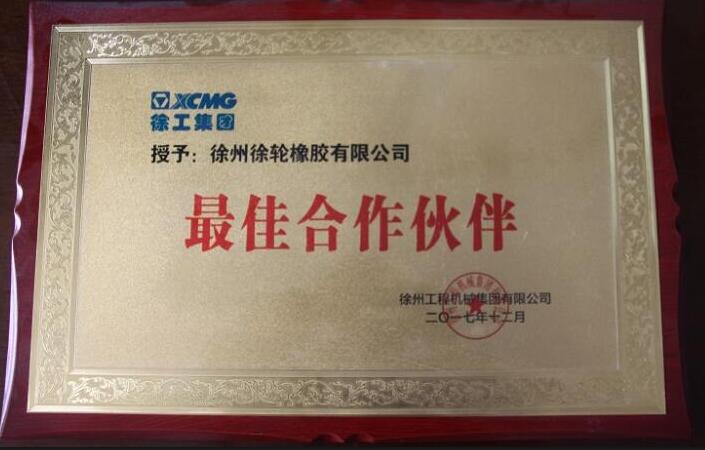 XCMG
徐工集团
授予：徐州徐轮橡胶有限公司
最佳合作伙伴
徐州工程机械集团有限公司
二〇一七年十二月